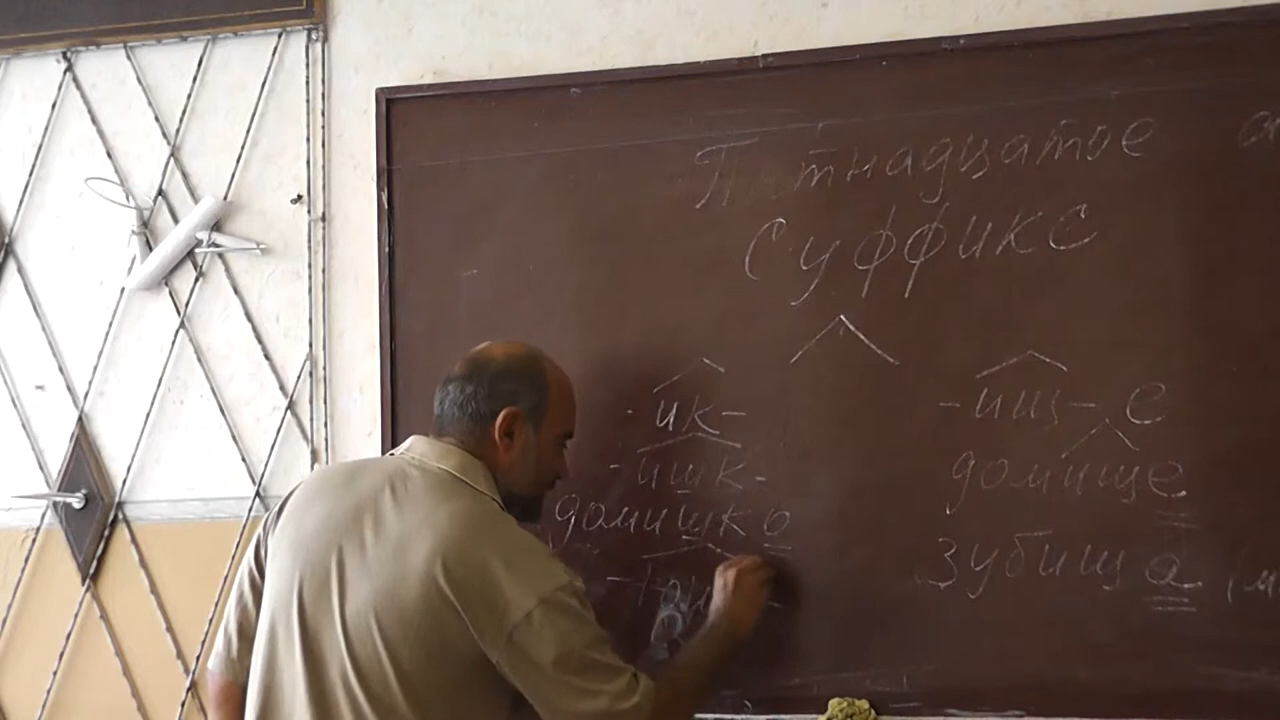 Пятнадцатое
Суффикс
-ик-
-ишк-
домишко
-ищ- е
домище
зубища